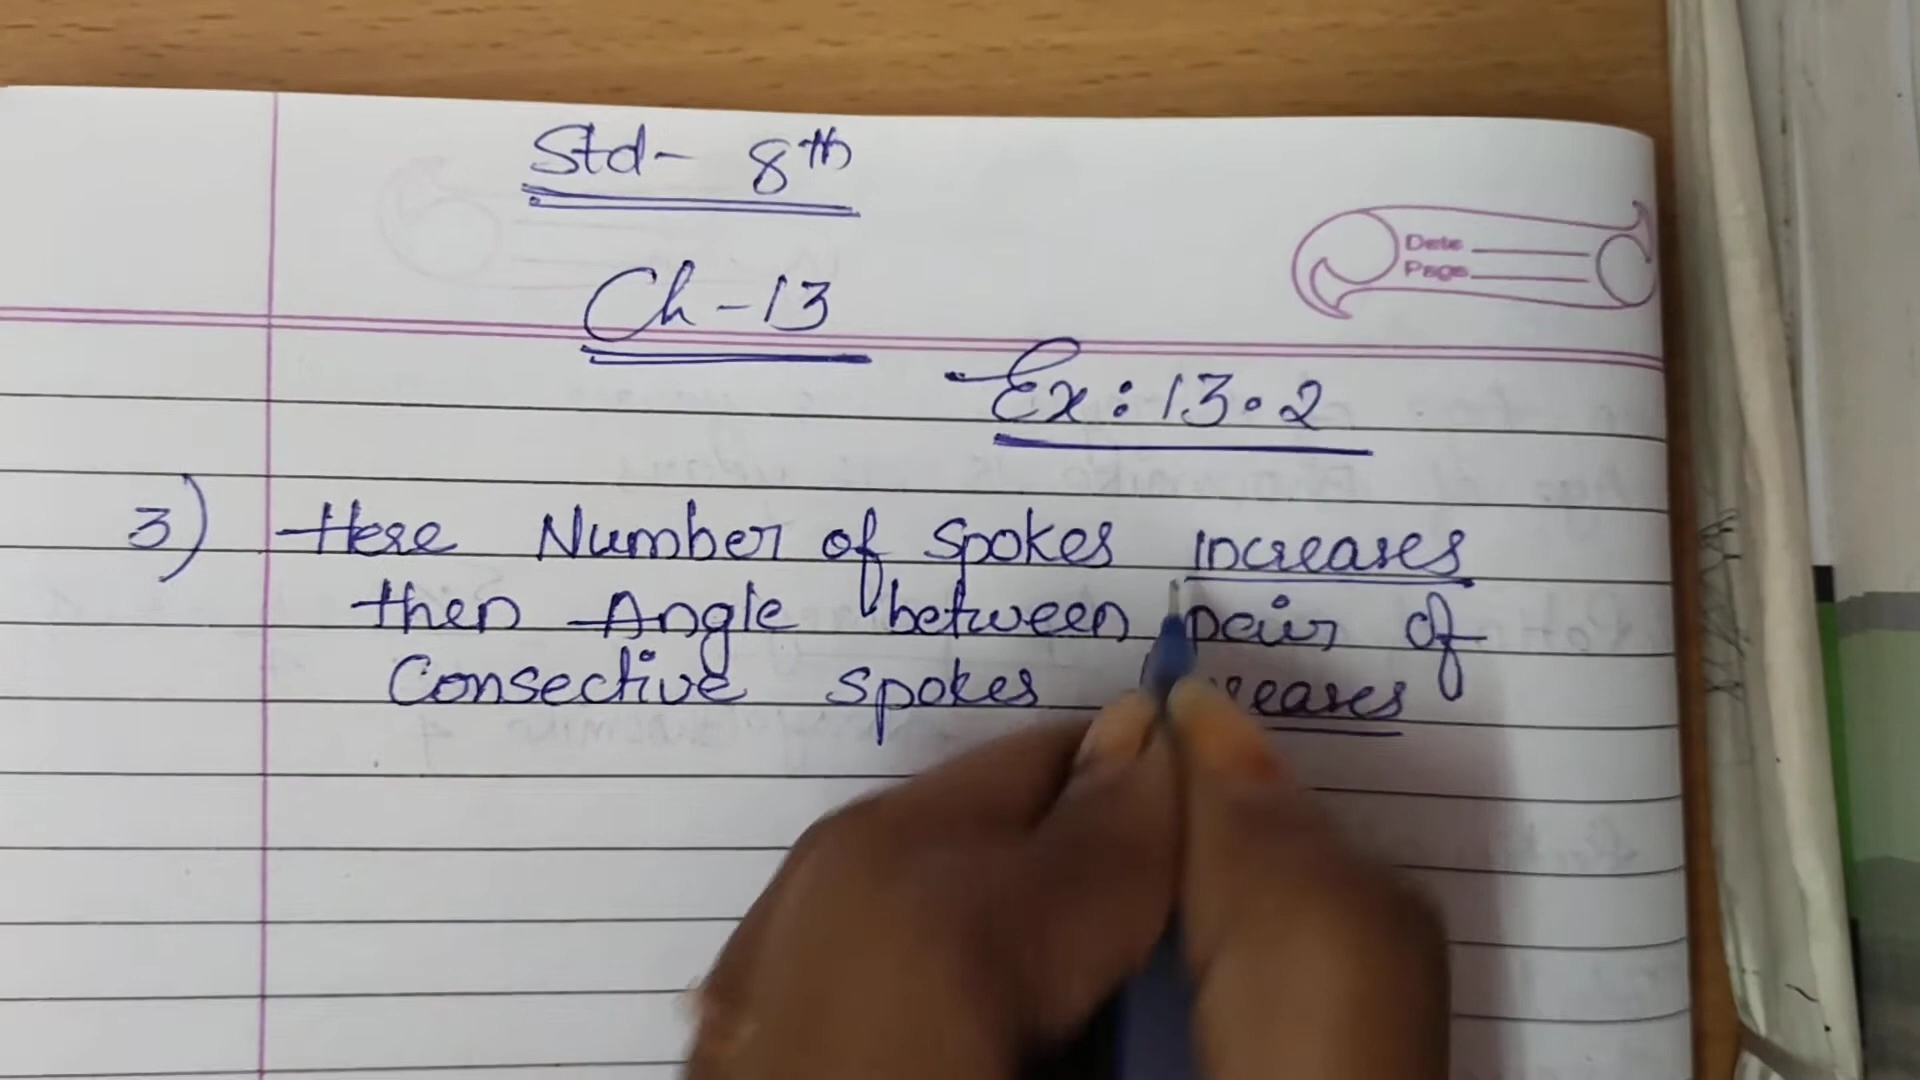 Std- 8th
Ch-13
Date
Page
Ex: 13.2
3) Here Number of spokes increases
then Angle between pair of
Consective spokes